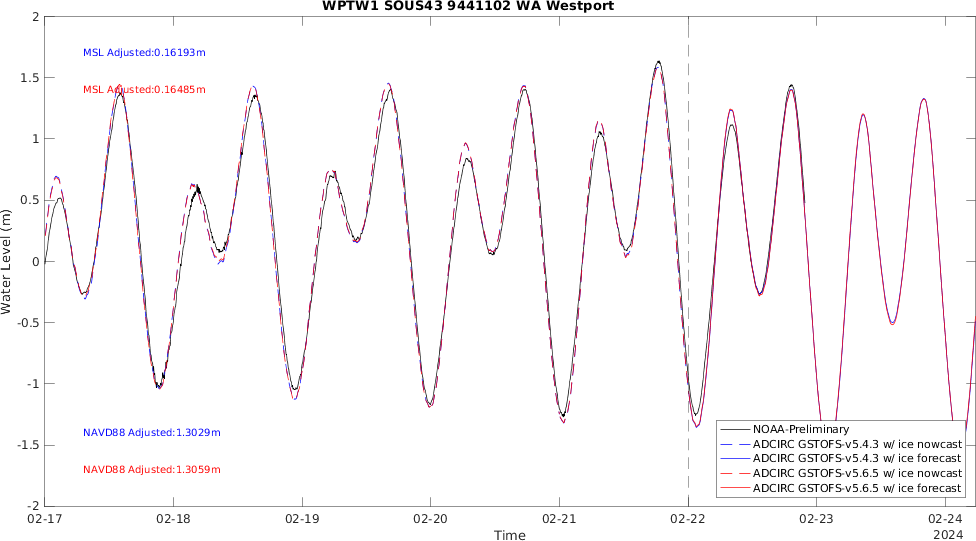 WPTW1 SOUS43 9441102 WA Westport
2
1.5
1
0.5
0
-0.5
-1
-1.5
-2
Water Level (m)
MSL Adjusted:0.16193m
MSL Adjusted:0.16485m
NAVD88 Adjusted:1.3029m
NAVD88 Adjusted:1.3059m
NOAA-Preliminary
ADCIRC GSTOFS-v5.4.3 w/ ice nowcast
ADCIRC GSTOFS-v5.4.3 w/ ice forecast
ADCIRC GSTOFS-v5.6.5 w/ ice nowcast
ADCIRC GSTOFS-v5.6.5 w/ ice forecast
02-17 02-18 02-19 02-20 02-21 02-22 02-23 02-24
Time
2024